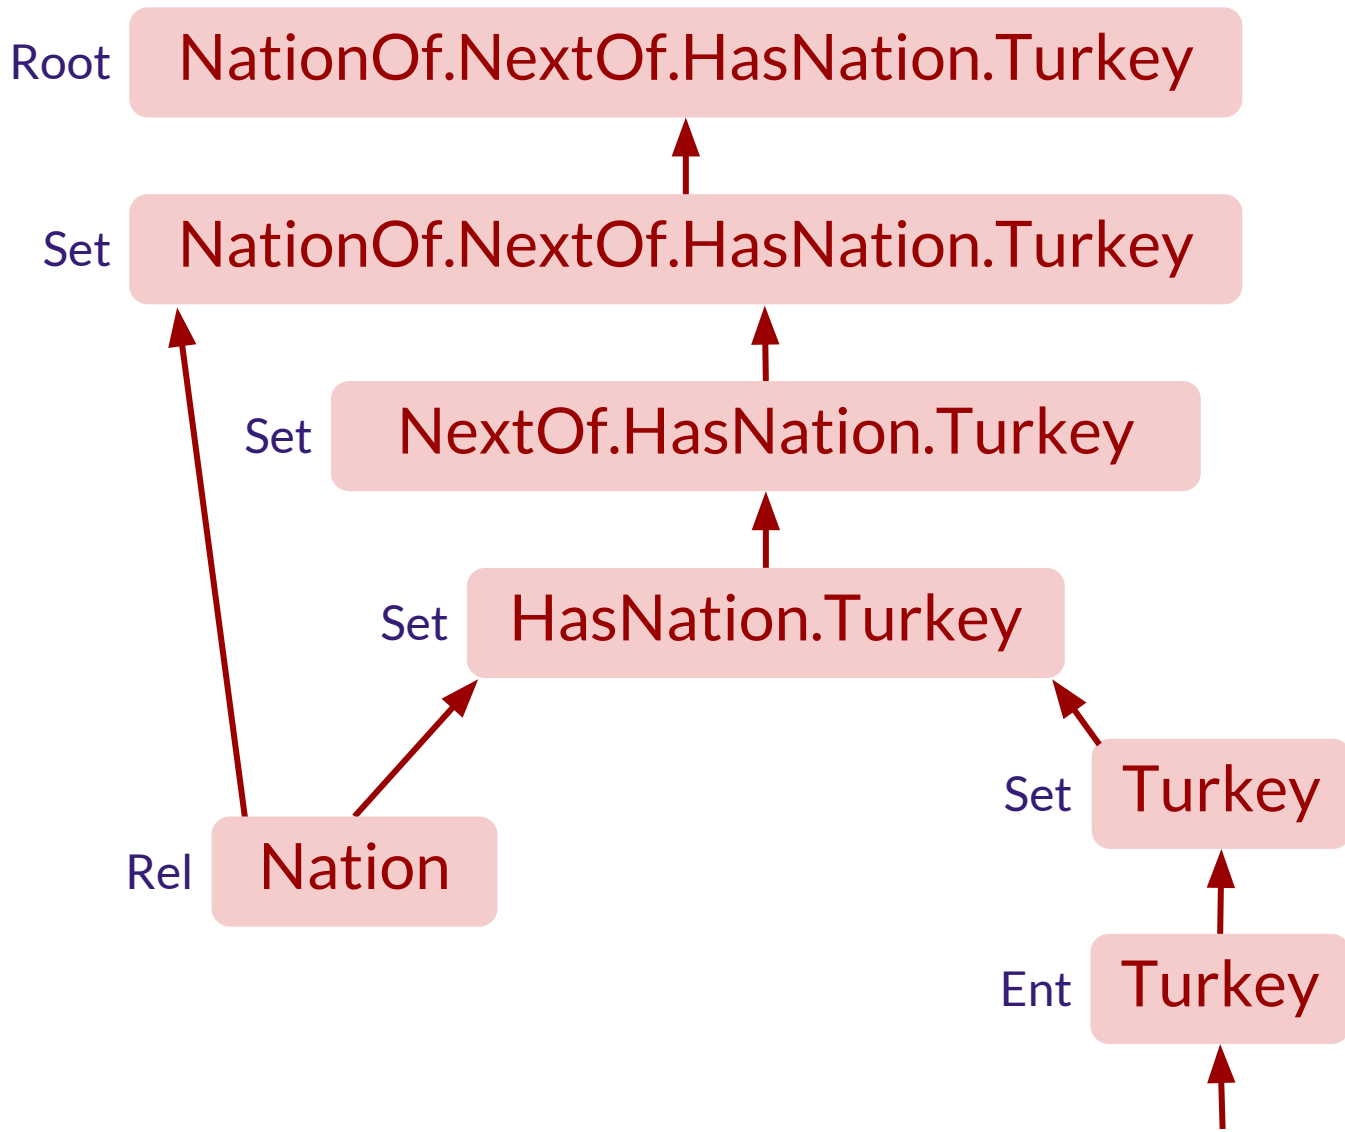 Root NationOf.NextOf.HasNation.Turkey
Set NationOf.NextOf.HasNation.Turkey
Set NextOf.HasNation.Turkey
Set HasNation.Turkey
Set Turkey
Rel Nation
Ent Turkey